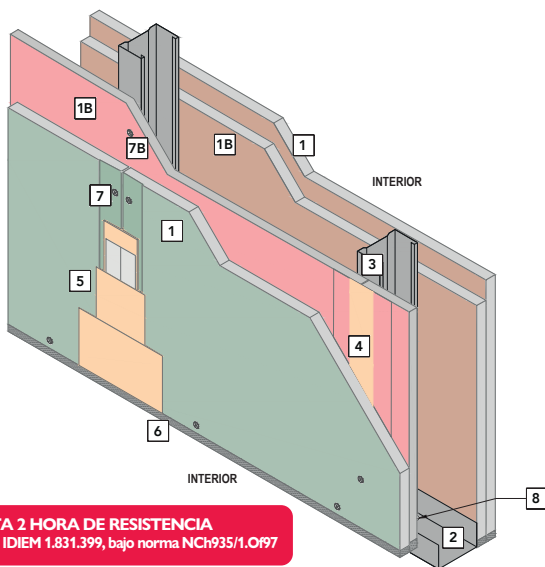 1B
7B
1B
1
INTERIOR
7
1
3
5
4
6
INTERIOR
8
2
2 HORA DE RESISTENCIA
IDIEM 1.831.399, bajo norma NCh935/1.Of97